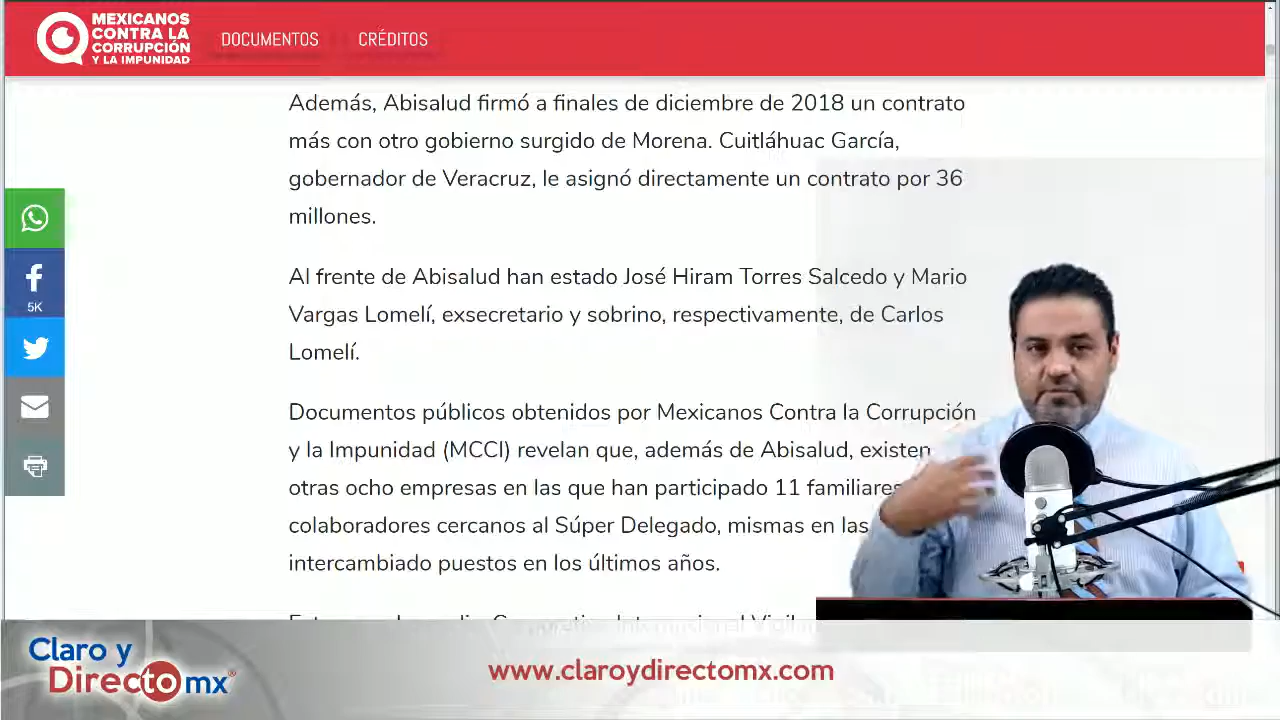 MEXICANOS
CONTRA LA
CORRUPCIÓN
Y LA IMPUNIDAD
DOCUMENTOS
CRÉDITOS
Además, Abisalud firmó a finales de diciembre de 2018 un contrato
más con otro gobierno surgido de Morena. Cuitláhuac García,
gobernador de Veracruz, le asignó directamente un contrato por 36
millones.
Al frente de Abisalud han estado José Hiram Torres Salcedo y Mario
Vargas Lomelí, exsecretario y sobrino, respectivamente, de Carlos
Lomelí.
Documentos públicos obtenidos por Mexicanos Contra la Corrupción
y la Impunidad (MCCI) revelan que, además de Abisalud, existen
otras ocho empresas en las que han participado 11 familiares
colaboradores cercanos al Súper Delegado, mismas en las
intercambiado puestos en los últimos años.
5K
Claro y
Directo mx®
www.claroydirectomx.com